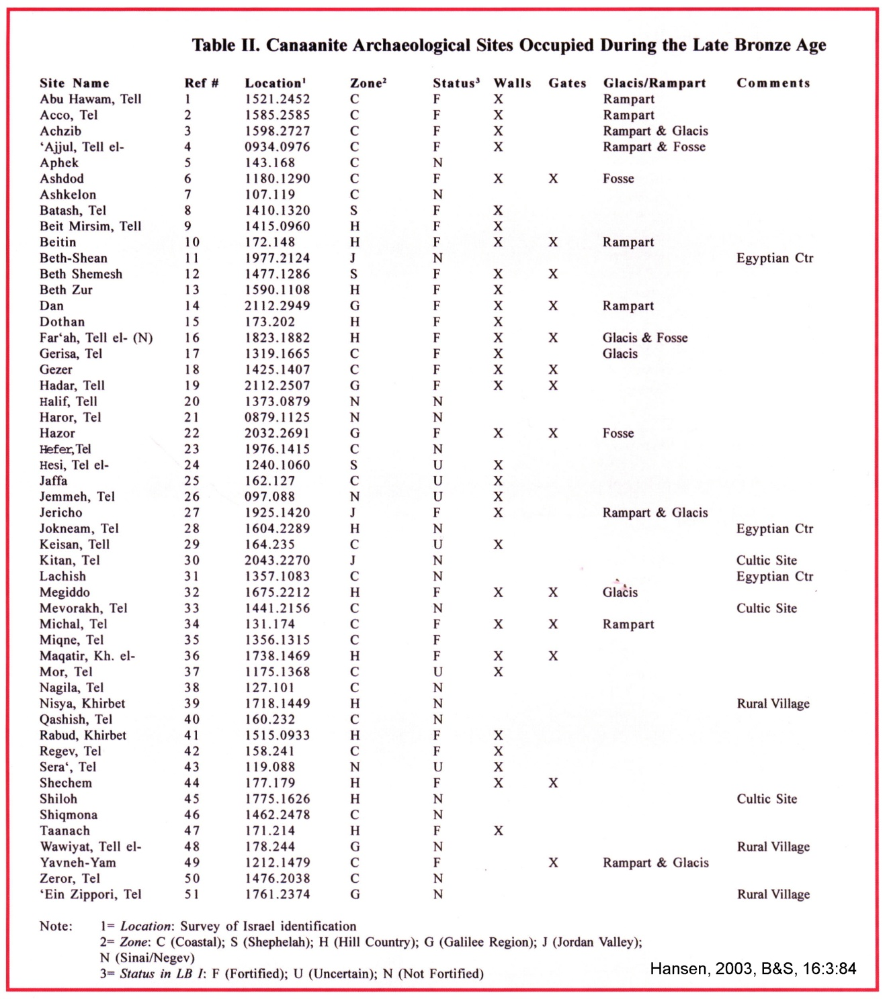 Table II. Canaanite Archaeological Sites Occupied During the Late Bronze Age
Site Name Ref # Location¹ Zone² Status³ Walls Gates Glacis/Rampart Comments
Abu Hawam, Tell 1 1521.2452 C F X Rampart
Acco, Tel 2 1585.2585 C F X Rampart
Achzib 3 1598.2727 C F X Rampart & Glacis
‘Ajjul, Tell el- 4 0934.0976 C F X Rampart & Fosse
Aphek 5 143.168 C N
Ashdod 6 1180.1290 C F X X Fosse
Ashkelon 7 107.119 C N
Batash, Tel 8 1410.1320 S F X
Beit Mirsim, Tell 9 1415.0960 H F X
Beitin 10 172.148 H F X X Rampart
Beth-Shean 11 1977.2124 J N Egyptian Ctr
Beth Shemesh 12 1477.1286 S F X X
Beth Zur 13 1590.1108 H F X
Dan 14 2112.2949 G F X X Rampart
Dothan 15 173.202 H F X
Far‘ah, Tell el- (N) 16 1823.1882 H F X X Glacis & Fosse
Gerisa, Tel 17 1319.1665 C F X Glacis
Gezer 18 1425.1407 C F X X
Hadar, Tell 19 2112.2507 G F X X
Halif, Tell 20 1373.0879 N N
Haror, Tel 21 0879.1125 N N
Hazor 22 2032.2691 G F X X Fosse
Hefer, Tel 23 1976.1415 C N
Hesi, Tel el- 24 1240.1060 S U X
Jaffa 25 162.127 C U X
Jemmeh, Tel 26 097.088 N U X
Jericho 27 1925.1420 J F X Rampart & Glacis
Jokneam, Tel 28 1604.2289 H N Egyptian Ctr
Keisan, Tell 29 164.235 C U X
Kitan, Tel 30 2043.2270 J N Cultic Site
Lachish 31 1357.1083 C N Egyptian Ctr
Megiddo 32 1675.2212 H F X X Glacis
Mevorakh, Tel 33 1441.2156 C N Cultic Site
Michal, Tel 34 131.174 C F X X Rampart
Miqne, Tel 35 1356.1315 C F
Maqatir, Kh. el- 36 1738.1469 H F X X
Mor, Tel 37 1175.1368 C U X
Nagila, Tel 38 127.101 C N
Nisya, Khirbet 39 1718.1449 H N Rural Village
Qashish, Tel 40 160.232 C N
Rabud, Khirbet 41 1515.0933 H F X
Regev, Tel 42 158.241 C F X
Sera‘, Tel 43 119.088 N U X
Shechem 44 177.179 H F X X
Shiloh 45 1775.1626 H N Cultic Site
Shiqmona 46 1462.2478 C N
Taanach 47 171.214 H F X
Wawiyat, Tell el- 48 178.244 G N Rural Village
Yavneh-Yam 49 1212.1479 C F X Rampart & Glacis
Zeror, Tel 50 1476.2038 C N
‘Ein Zippori, Tel 51 1761.2374 G N Rural Village
Note: 1= Location: Survey of Israel identification
2= Zone: C (Coastal); S (Shephelah); H (Hill Country); G (Galilee Region); J (Jordan Valley);
N (Sinai/Negev)
3= Status in LB I: F (Fortified); U (Uncertain); N (Not Fortified)
Hansen, 2003, B&S, 16:3:84